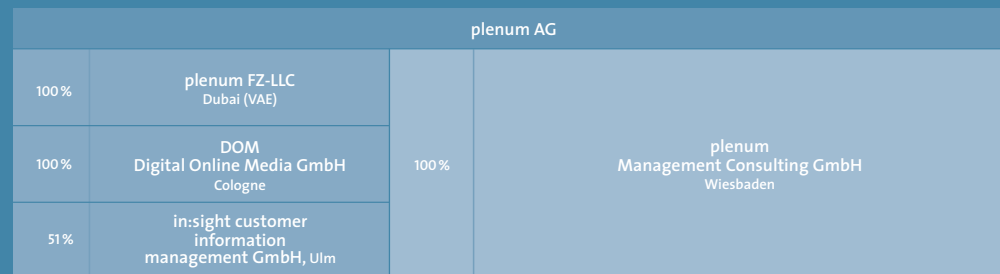 plenum AG
100 %
plenum FZ-LLC
Dubai (VAE)
100 %
DOM
Digital Online Media GmbH
Cologne
51 %
in:sight customer
information
management GmbH, Ulm
100 %
plenum
Management Consulting GmbH
Wiesbaden